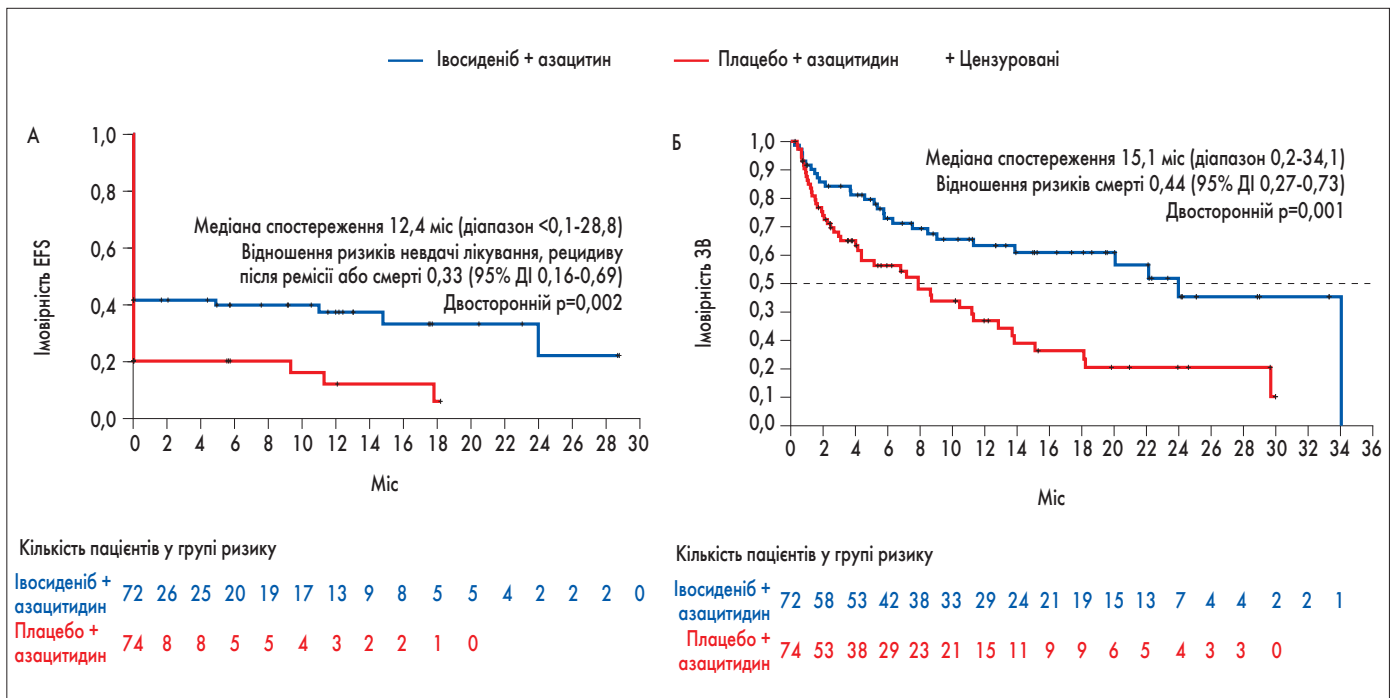 Івосиденіб + азацитин
Плацебо + азацитидин
+ Цензуровані
А
Імовірність EFS
1,0
0,8
0,6
0,4
0,2
0,0
Медіана спостереження 12,4 міс (діапазон <0,1-28,8)
Відношення ризиків невдачі лікування, рецидиву
після ремісії або смерті 0,33 (95% ДІ 0,16-0,69)
Двосторонній р=0,002
0 2 4 6 8 10 12 14 16 18 20 22 24 26 28 30
Міс
Кількість пацієнтів у групі ризику
Івосиденіб +
азацитидин
72 26 25 20 19 17 13 9 8 5 5 4 2 2 2 0
Плацебо +
азацитидин
74 8 8 5 5 4 3 2 2 1 0
Б
Імовірність ЗВ
1,0
0,9
0,8
0,7
0,6
0,5
0,3
0,4
0,2
0,1
0,0
Медіана спостереження 15,1 міс (діапазон 0,2-34,1)
Відношення ризиків смерті 0,44 (95% ДІ 0,27-0,73)
Двосторонній р=0,001
0 2 4 6 8 10 12 14 16 18 20 22 24 26 28 30 32 34 36
Міс
Кількість пацієнтів у групі ризику
Івосиденіб +
азацитидин
72 58 53 42 38 33 29 24 21 19 15 13 7 4 4 2 2 1
Плацебо +
азацитидин
74 53 38 29 23 21 15 11 9 9 6 5 4 3 3 0